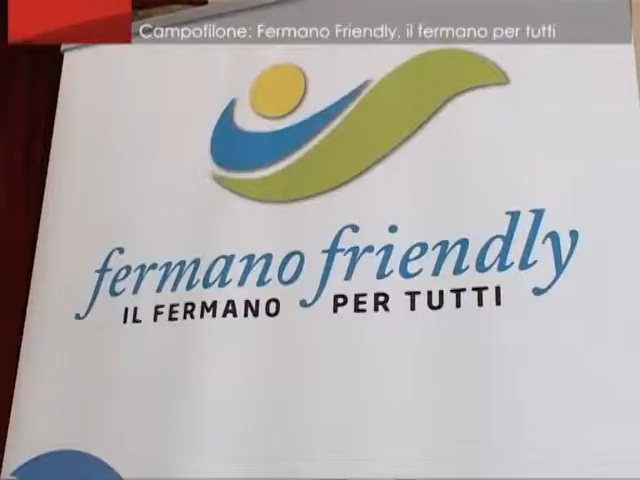 Campofilone: Fermano Friendly, il fermano per tutti
fermano friendly
IL FERMANO PER TUTTI